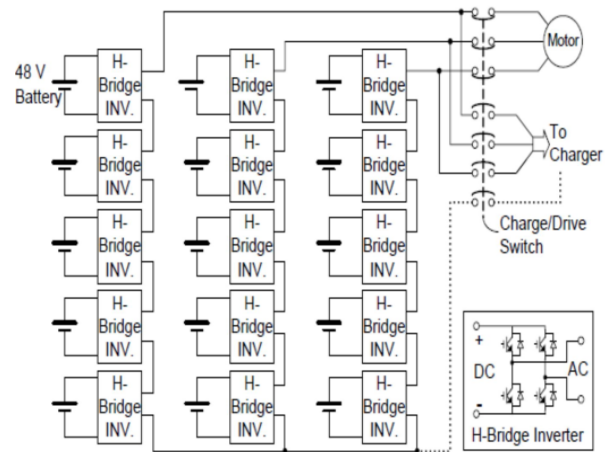 48 V
Battery
H-
Bridge
INV.
H-
Bridge
INV.
H-
Bridge
INV.
Motor
H-
Bridge
INV.
H-
Bridge
INV.
H-
Bridge
INV.
To
Charger
H-
Bridge
INV.
H-
Bridge
INV.
H-
Bridge
INV.
Charge/Drive
Switch
H-
Bridge
INV.
H-
Bridge
INV.
H-
Bridge
INV.
H-
Bridge
INV.
H-
Bridge
INV.
H-
Bridge
INV.
+
DC
AC
-
H-Bridge Inverter